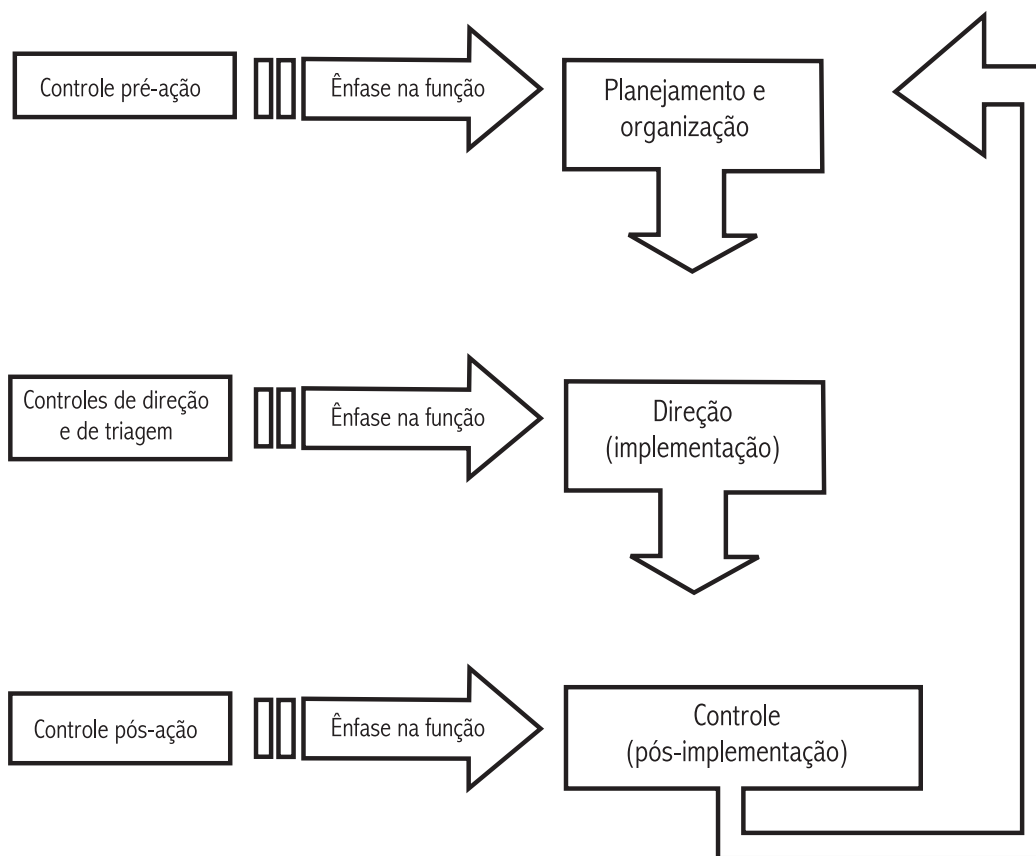 Controle pré-ação
Ênfase na função
Planejamento e
organização
Controles de direção
e de triagem
Ênfase na função
Direção
(implementação)
Controle pós-ação
Ênfase na função
Controle
(pós-implementação)